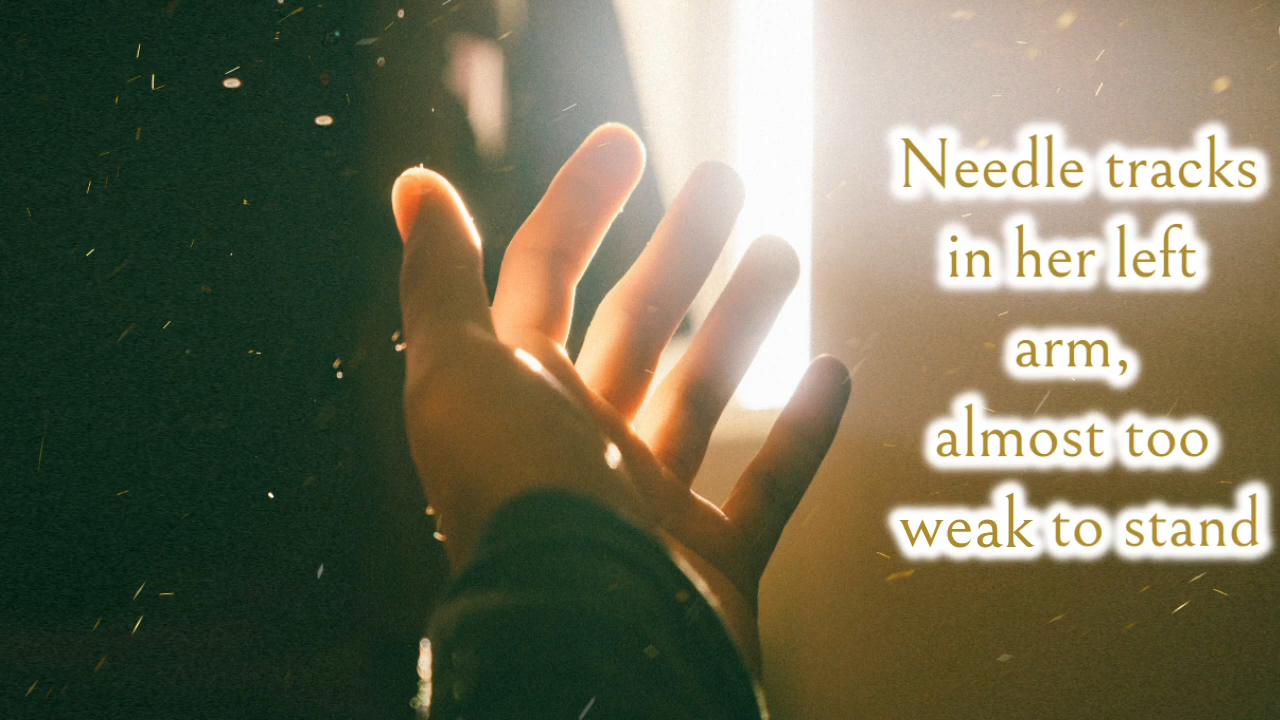 Needle tracks
in her left
arm,
almost too
weak to stand